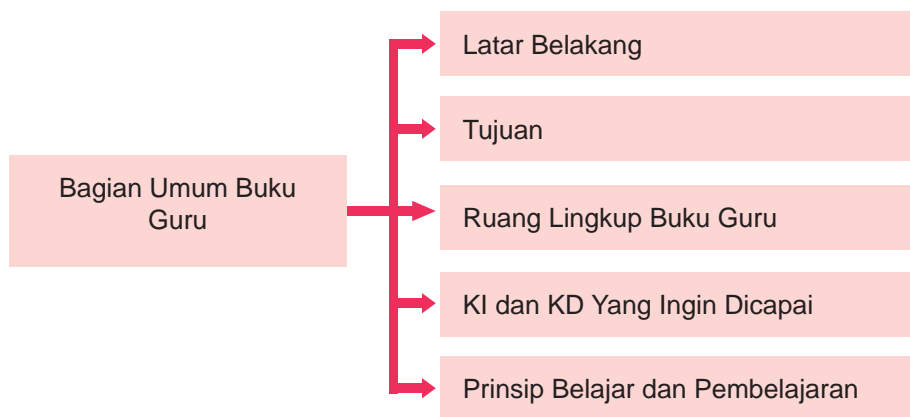 Latar Belakang
Tujuan
Bagian Umum Buku
Guru
Ruang Lingkup Buku Guru
KI dan KD Yang Ingin Dicapai
Prinsip Belajar dan Pembelajaran